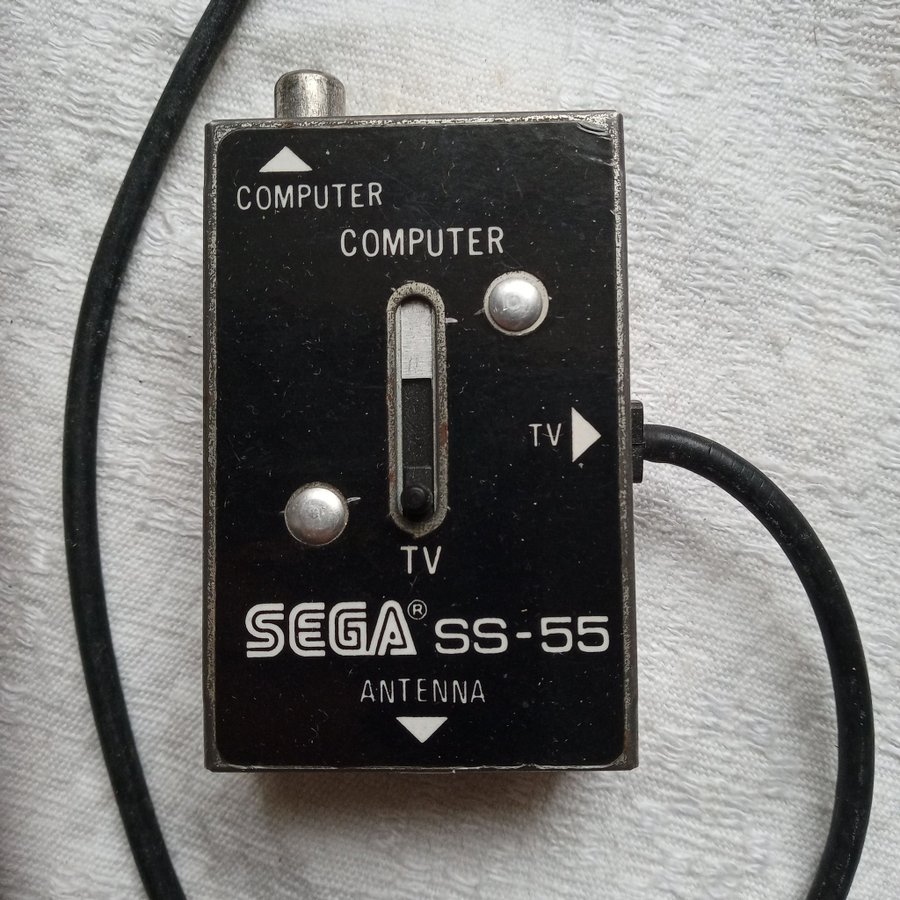 COMPUTER
COMPUTER
TV
TV
SEGA® SS-55
ANTENNA